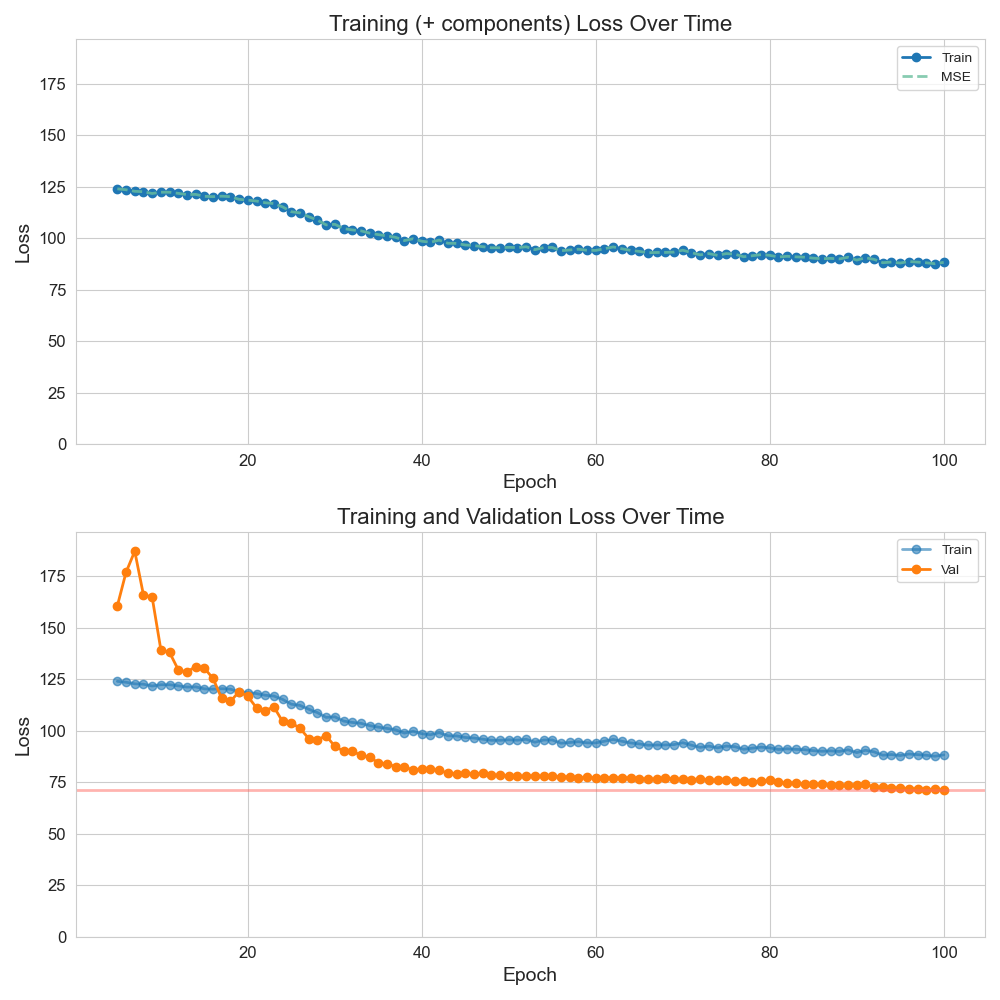 Training (+ components) Loss Over Time
Train
MSE
175
150
125
100
75
50
25
0
Loss
20 40 60 80 100
Epoch
Training and Validation Loss Over Time
Train
Val
175
150
125
100
75
50
25
0
Loss
20 40 60 80 100
Epoch